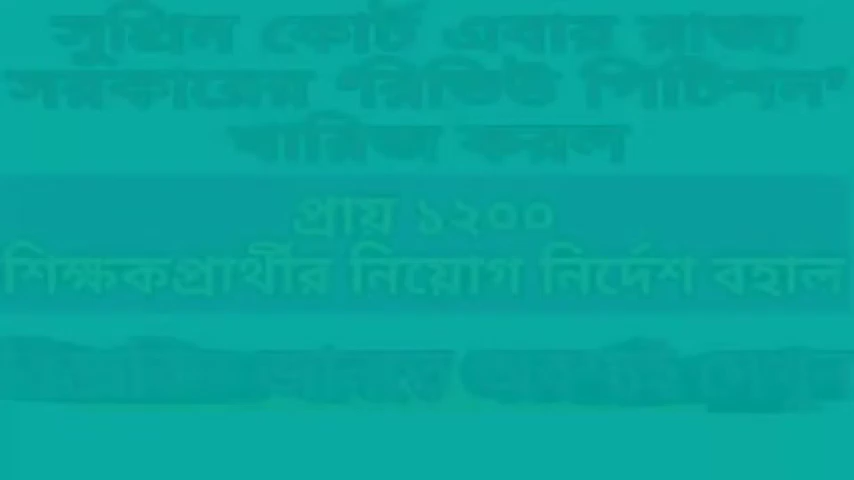 সুপ্রিম কোর্ট এবার রাজ্য
সরকারের 'রিভিউ পিটিশন'
খারিজ করল
প্রায় ১২০০
শিক্ষকপ্রার্থীর নিয়োগ নির্দেশ বহাল